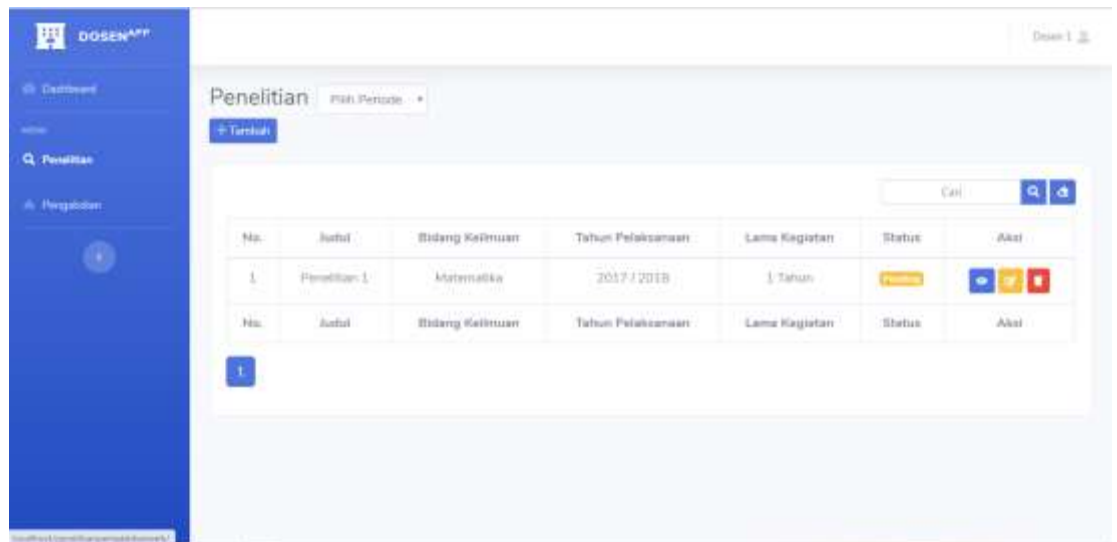 DOSENAPP
Dosen 1
Dashboard
MENU
Penelitian
Pengabdian
Penelitian Pilih Periode
+ Tambah
Cari
No. Judul Bidang Keilmuan Tahun Pelaksanaan Lama Kegiatan Status Aksi
1 Penelitian 1 Matematika 2017 / 2018 1 Tahun Pending
No. Judul Bidang Keilmuan Tahun Pelaksanaan Lama Kegiatan Status Aksi
1